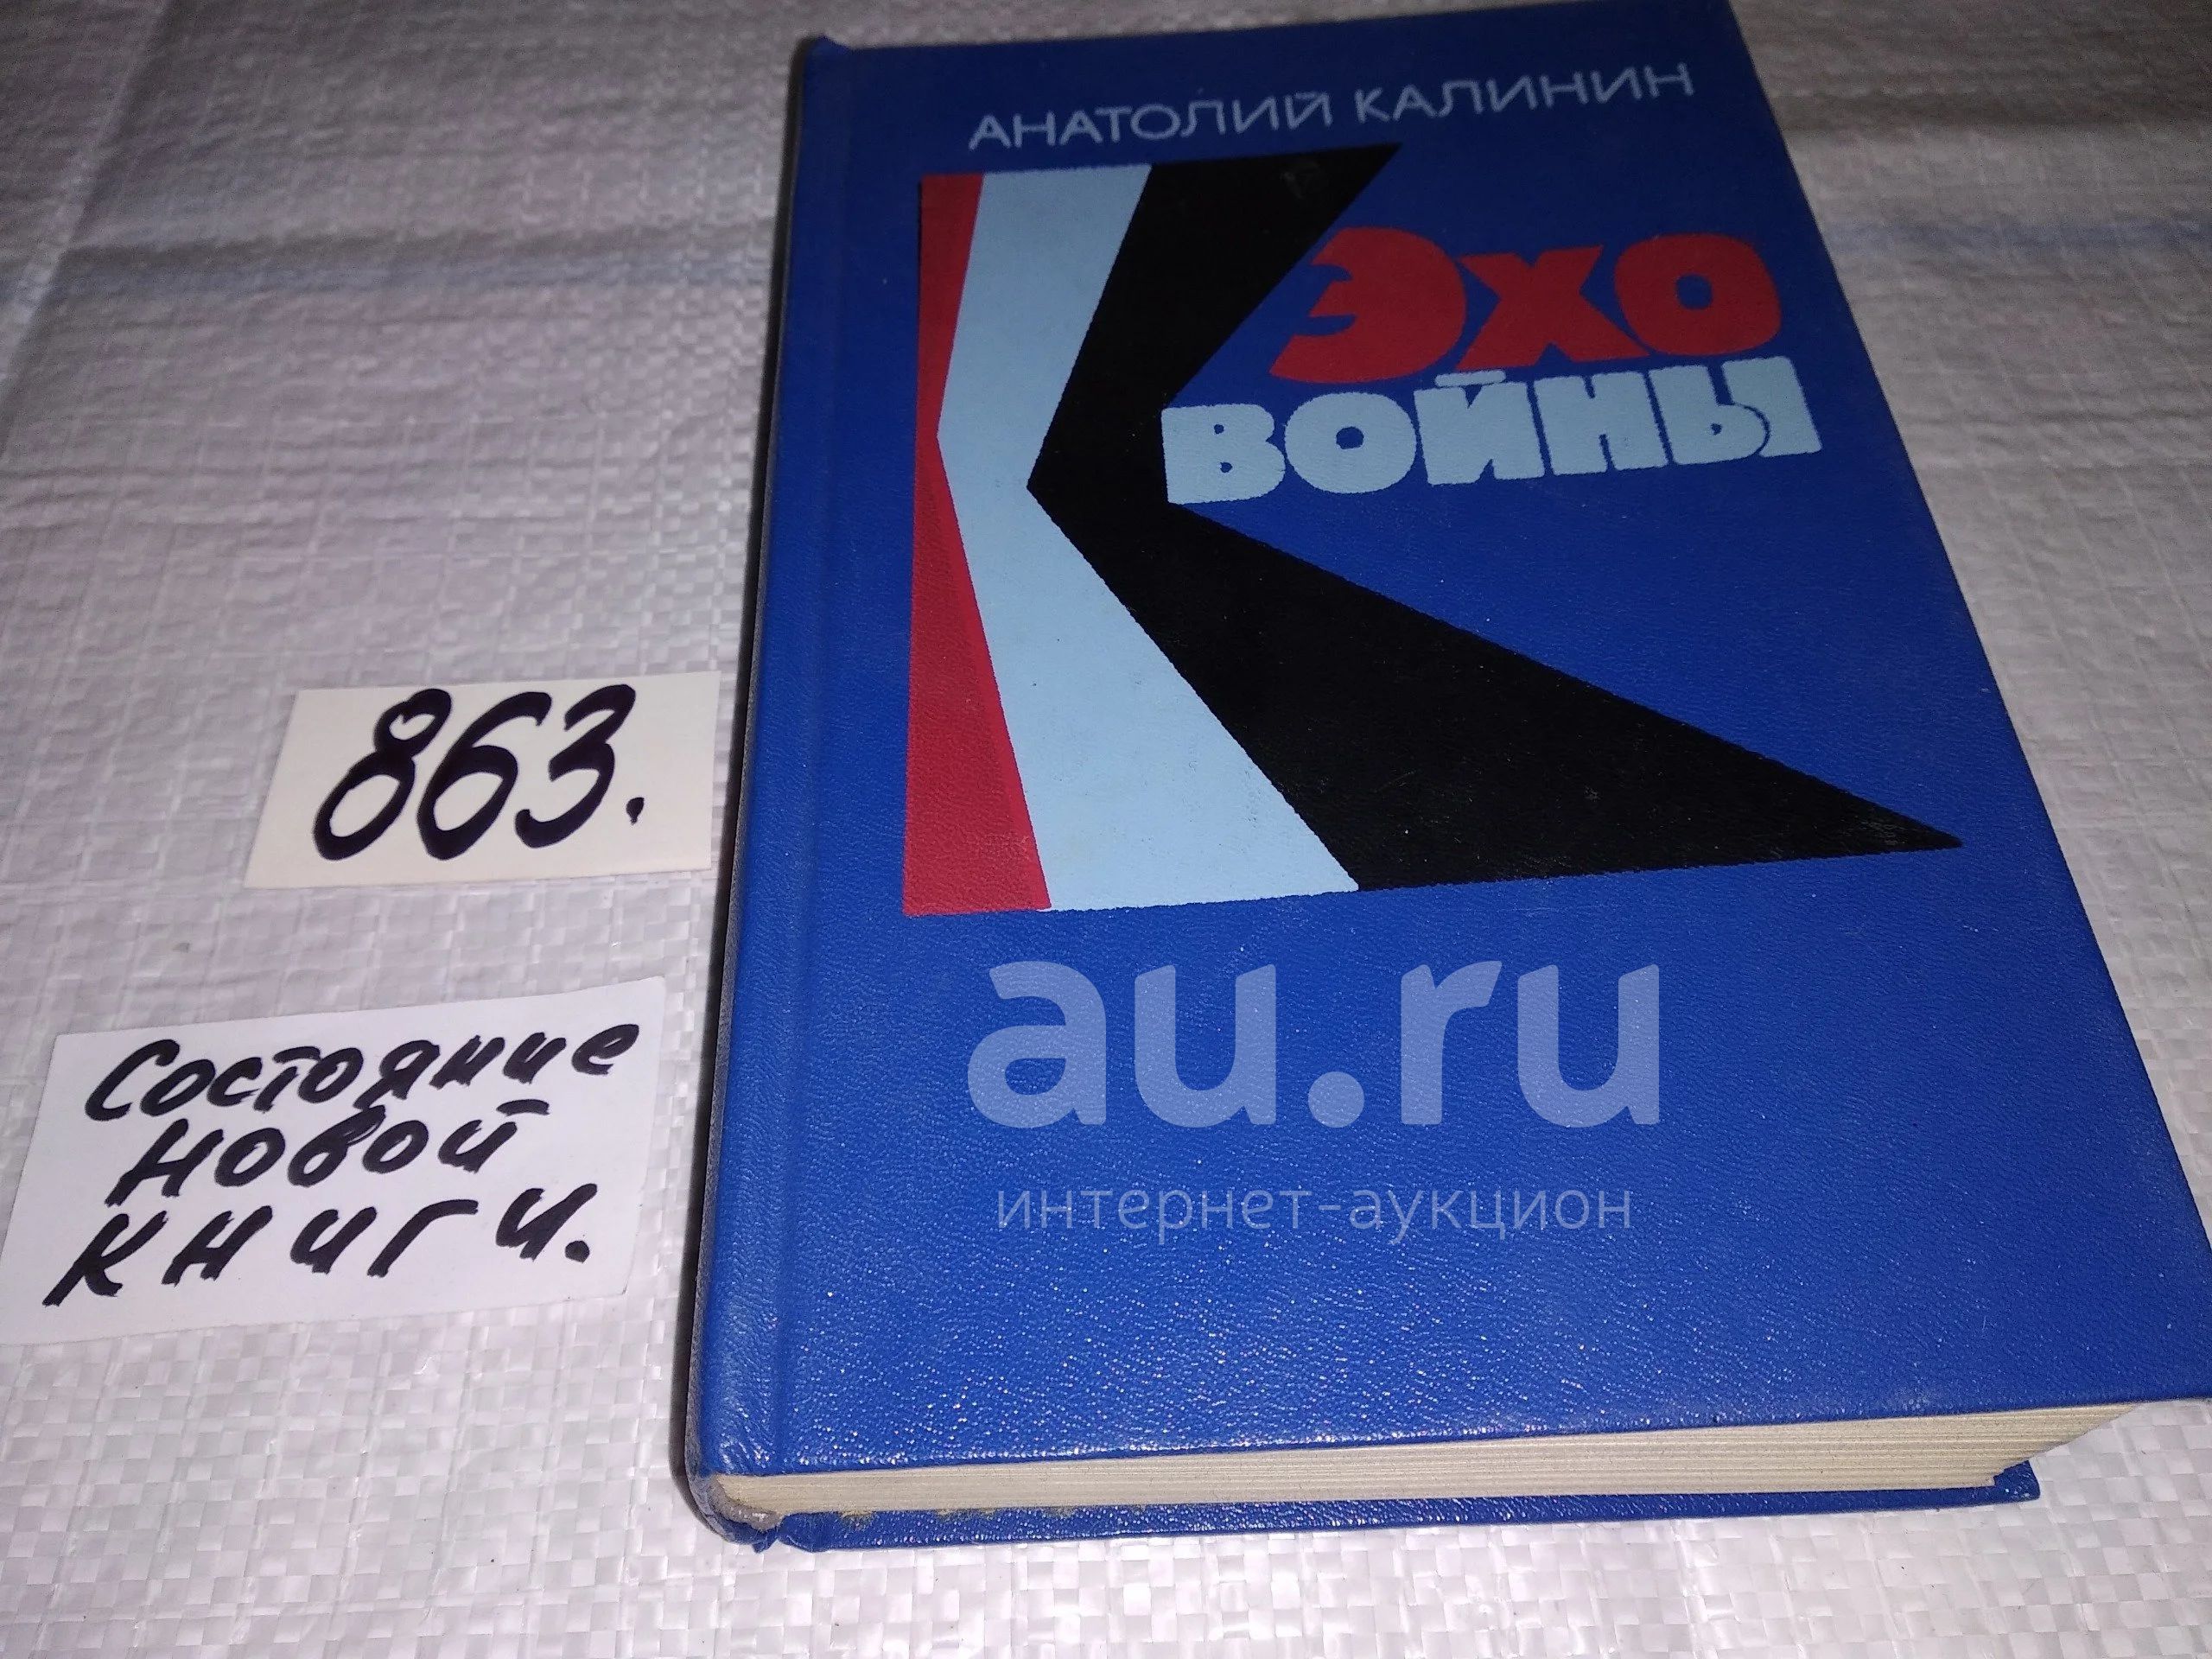 АНАТОЛИЙ КАЛИНИН
ЭХО
ВОЙНЫ
863.
Состояние
новой
книги.
au.ru
интернет-аукцион